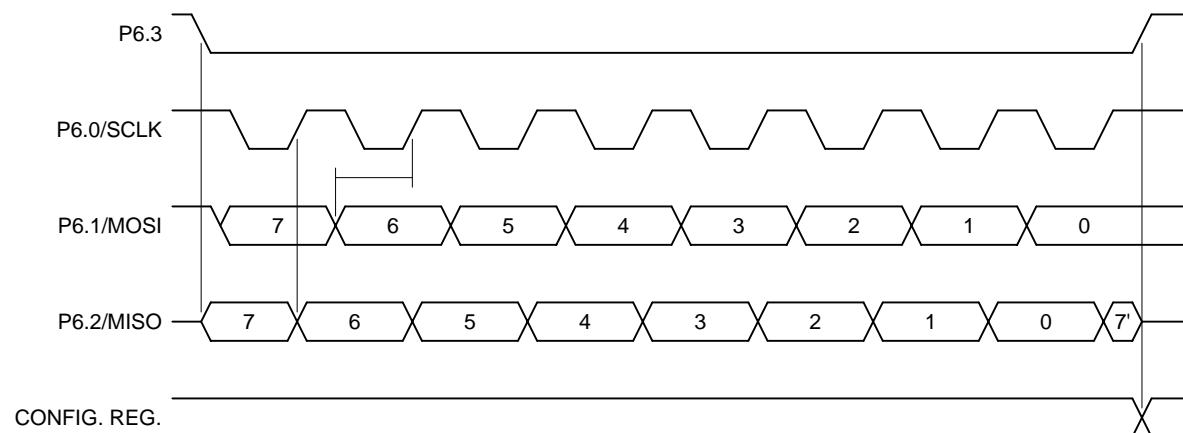 P6.3
P6.0/SCLK
P6.1/MOSI 7 6 5 4 3 2 1 0
P6.2/MISO 7 6 5 4 3 2 1 0 7'
CONFIG. REG.